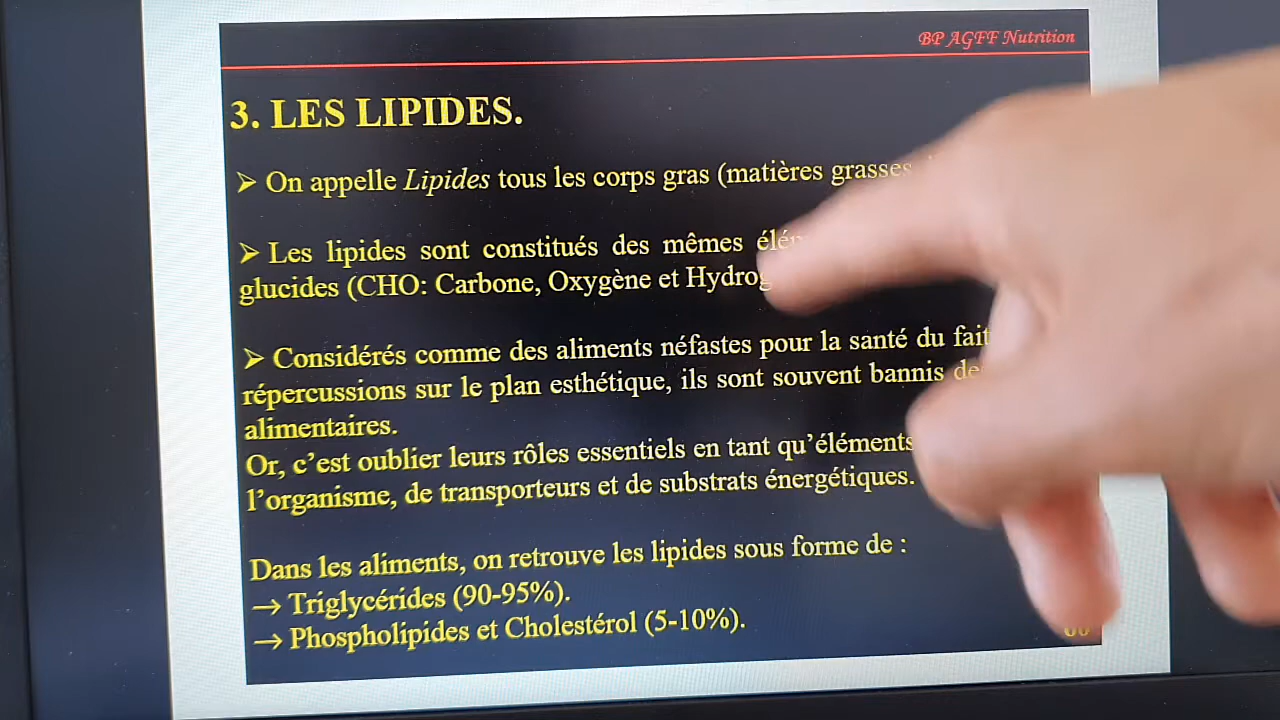 BP AGFF Nutrition
3. LES LIPIDES.
➢ On appelle Lipides tous les corps gras (matières grasses
➢ Les lipides sont constitués des mêmes
glucides (CHO: Carbone, Oxygène et
➢ Considérés comme des aliments néfastes pour la santé du fait
répercussions sur le plan esthétique, ils sont souvent bannis
alimentaires.
Or, c’est oublier leurs rôles essentiels en tant qu’éléments
l’organisme, de transporteurs et de substrats énergétiques.
Dans les aliments, on retrouve les lipides sous forme de :
→ Triglycérides (90-95%).
→ Phospholipides et Cholestérol (5-10%).